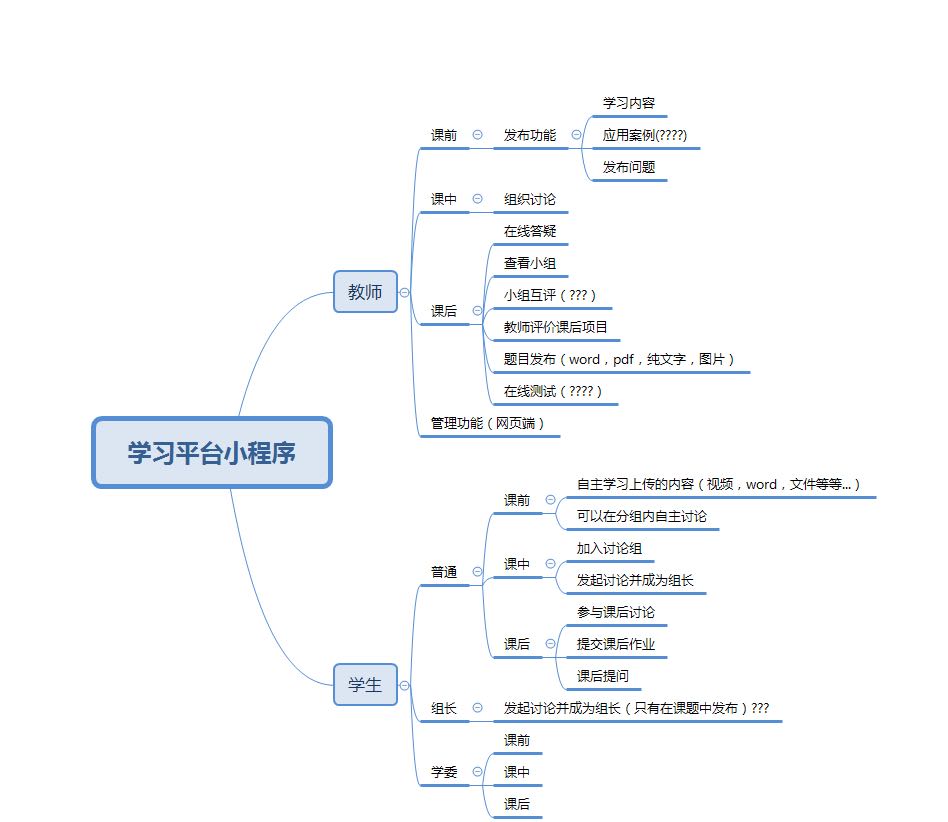 学习平台小程序
教师
课前
发布功能
学习内容
应用案例(????)
发布问题
课中
组织讨论
课后
在线答疑
查看小组
小组互评（???）
教师评价课后项目
题目发布（word，pdf，纯文字，图片）
在线测试（????）
管理功能（网页端）
学生
普通
课前
自主学习上传的内容（视频，word，文件等等...）
可以在分组内自主讨论
课中
加入讨论组
发起讨论并成为组长
课后
参与课后讨论
提交课后作业
课后提问
组长
发起讨论并成为组长（只有在课题中发布）???
学委
课前
课中
课后